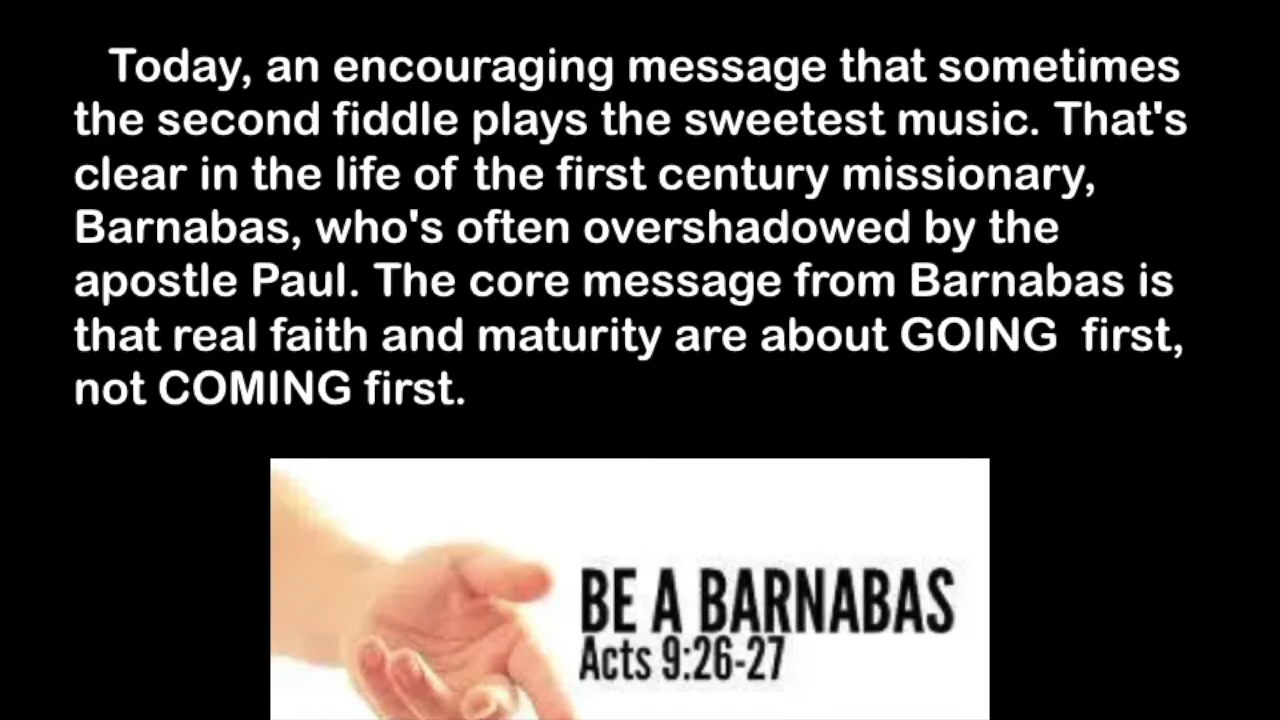 Today, an encouraging message that sometimes
the second fiddle plays the sweetest music. That's
clear in the life of the first century missionary,
Barnabas, who's often overshadowed by the
apostle Paul. The core message from Barnabas is
that real faith and maturity are about GOING first,
not COMING first.
BE A BARNABAS
Acts 9:26-27